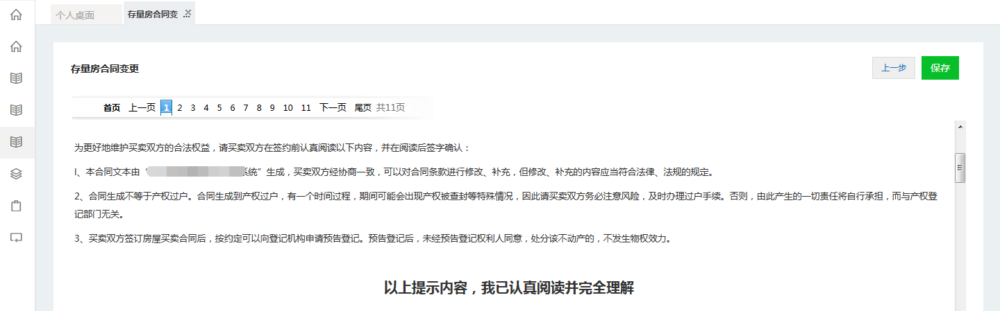 个人桌面
存量房合同变
存量房合同变更
上一步
保存
首页 上一页 1 2 3 4 5 6 7 8 9 10 11 下一页 尾页 共11页
为更好地维护买卖双方的合法权益，请买卖双方在签约前认真阅读以下内容，并在阅读后签字确认：
l、本合同文本由“系统”生成，买卖双方经协商一致，可以对合同条款进行修改、补充，但修改、补充的内容应当符合法律、法规的规定。
2、合同生成不等于产权过户。合同生成到产权过户，有一个时间过程，期间可能会出现产权被查封等特殊情况，因此请买卖双方务必注意风险，及时办理过户手续。否则，由此产生的一切责任将自行承担，而与产权登
记部门无关。
3、买卖双方签订房屋买卖合同后，按约定可以向登记机构申请预告登记。预告登记后，未经预告登记权利人同意，处分该不动产的，不发生物权效力。
以上提示内容，我已认真阅读并完全理解